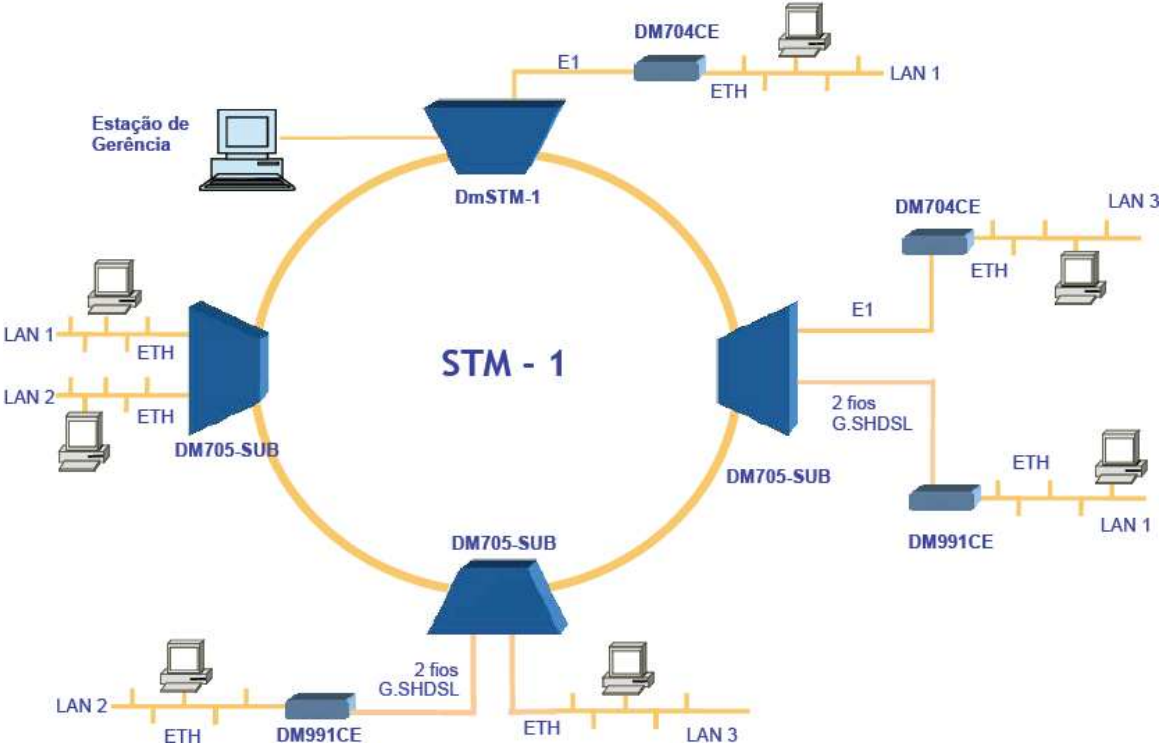 DM704CE
E1
LAN 1
ETH
Estação de
Gerência
DmSTM-1
DM704CE
LAN 3
ETH
E1
LAN 1
ETH
LAN 2
ETH
DM705-SUB
STM - 1
2 fios
G.SHDSL
DM705-SUB
ETH
LAN 1
DM991CE
DM705-SUB
2 fios
G.SHDSL
LAN 2
ETH
DM991CE
ETH
LAN 3